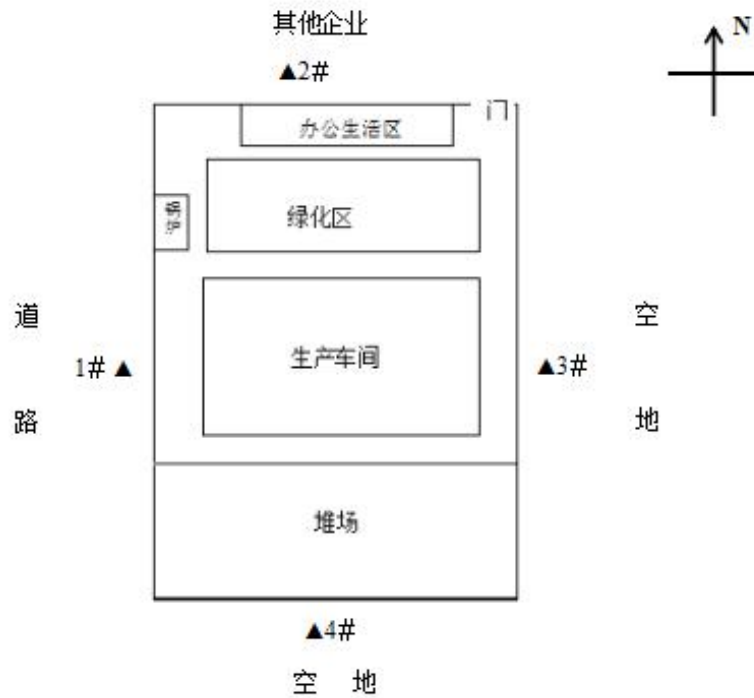 其他企业
N
▲2#
门
办公生活区
锅炉
绿化区
道路
空地
生产车间
1#▲
▲3#
堆场
▲4#
空 地